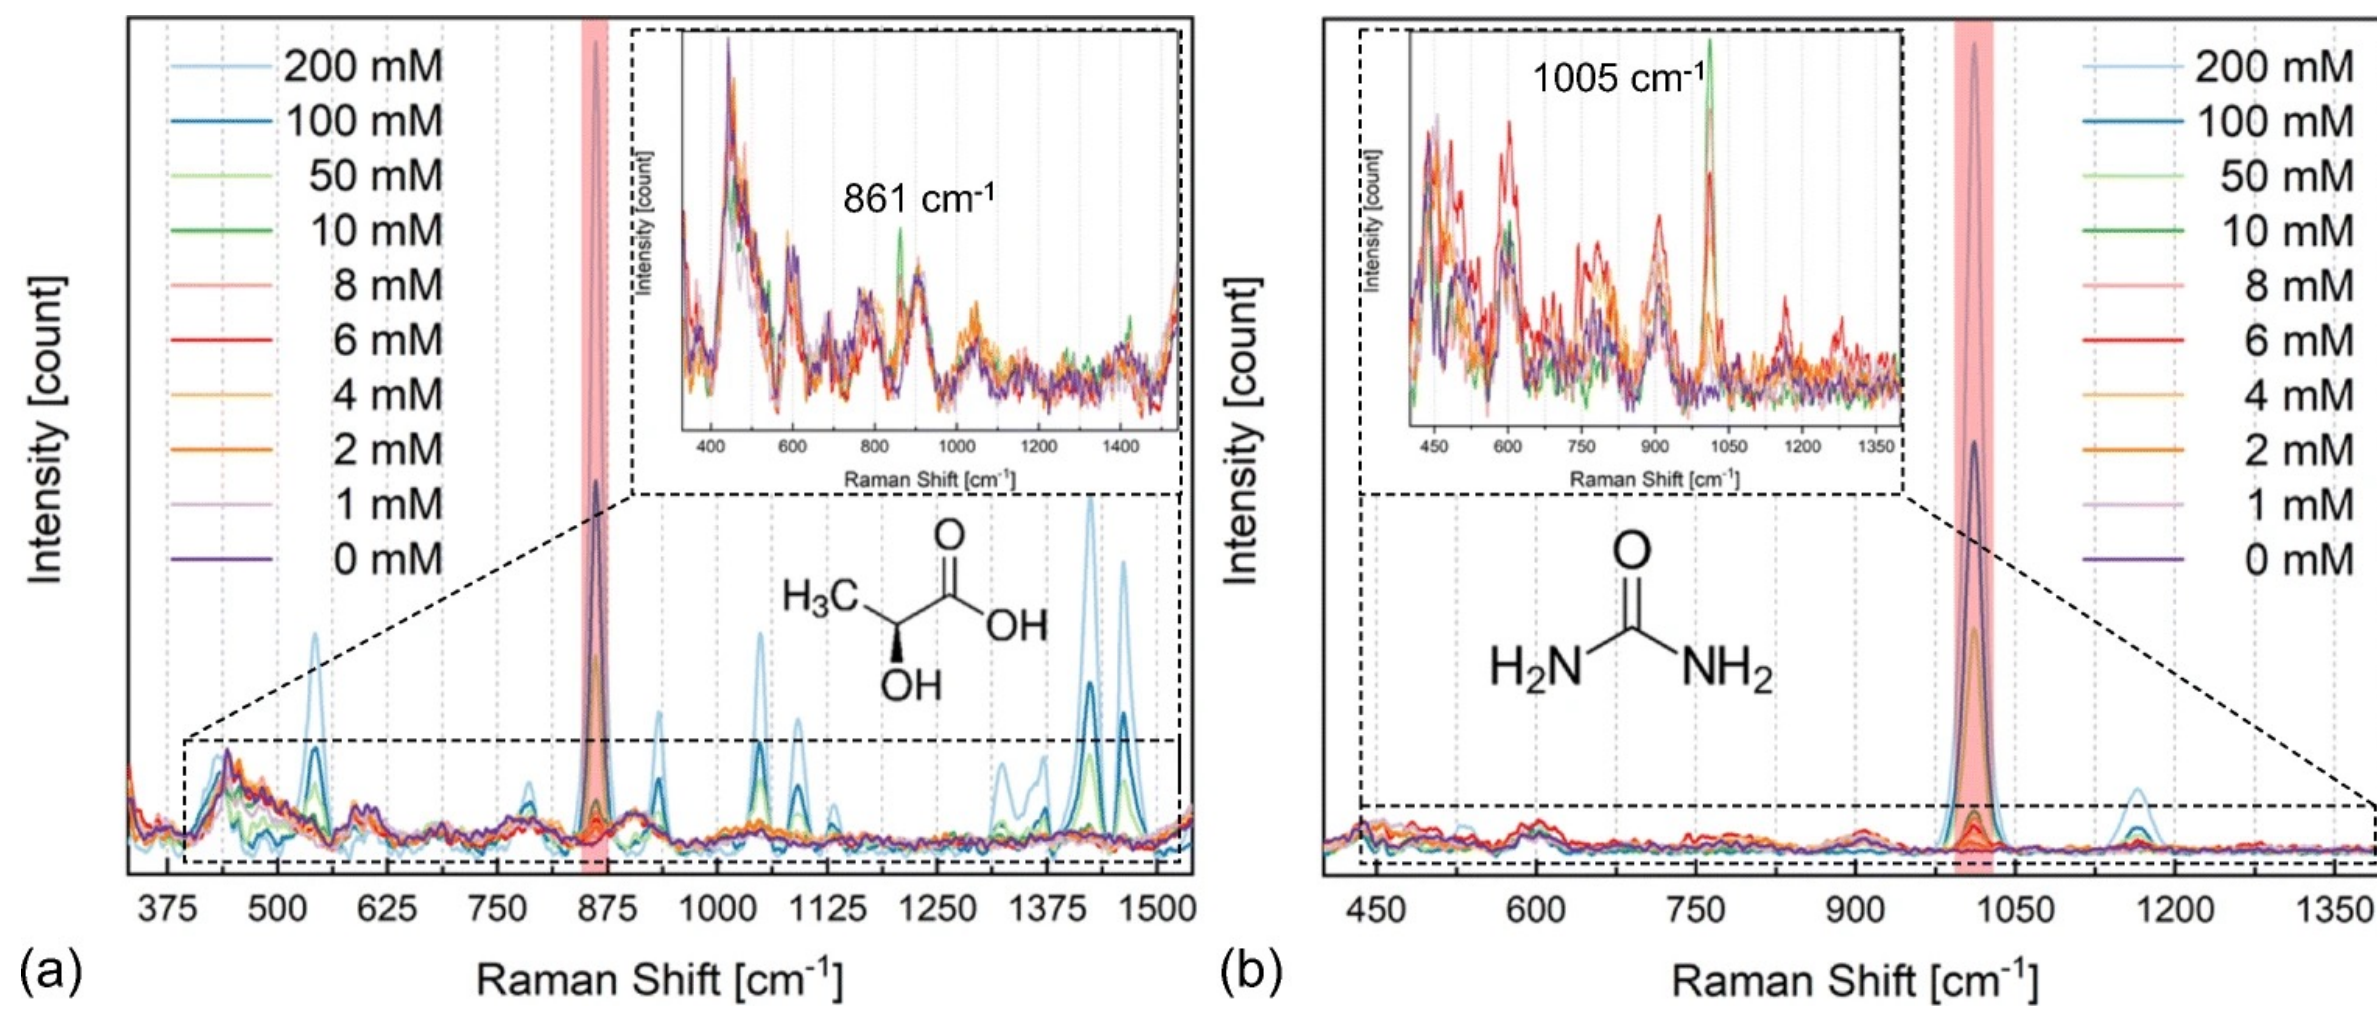 200 mM
100 mM
50 mM
10 mM
8 mM
6 mM
4 mM
2 mM
1 mM
0 mM
Intensity [count]
861 cm⁻¹
Intensity [count]
400 600 800 1000 1200 1400
Raman Shift [cm⁻¹]
O
H₃C
OH
OH
375 500 625 750 875 1000 1125 1250 1375 1500
Raman Shift [cm⁻¹]
(a)
1005 cm⁻¹
Intensity [count]
450 600 750 900 1050 1200 1350
Raman Shift [cm⁻¹]
200 mM
100 mM
50 mM
10 mM
8 mM
6 mM
4 mM
2 mM
1 mM
0 mM
Intensity [count]
O
H₂N NH₂
450 600 750 900 1050 1200 1350
Raman Shift [cm⁻¹]
(b)